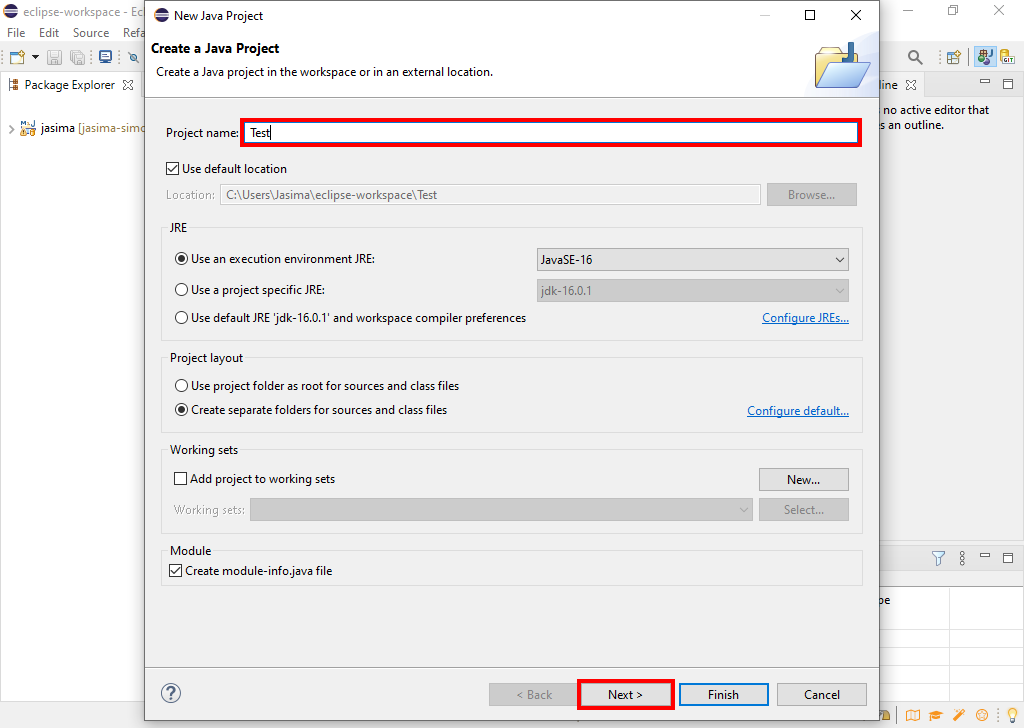 eclipse-workspace - Ec
New Java Project
File Edit Source Refa
Create a Java Project
Create a Java project in the workspace or in an external location.
Package Explorer
line
no active editor that
s an outline.
jasima [jasima-simo
GIT
Project name: Test
Use default location
Location: C:\Users\Jasima\eclipse-workspace\Test Browse...
JRE
Use an execution environment JRE: JavaSE-16
Use a project specific JRE: jdk-16.0.1
Use default JRE 'jdk-16.0.1' and workspace compiler preferences Configure JREs...
Project layout
Use project folder as root for sources and class files
Create separate folders for sources and class files Configure default...
Working sets
Add project to working sets New...
Working sets: Select...
Module
Create module-info.java file
pe
? < Back Next > Finish Cancel